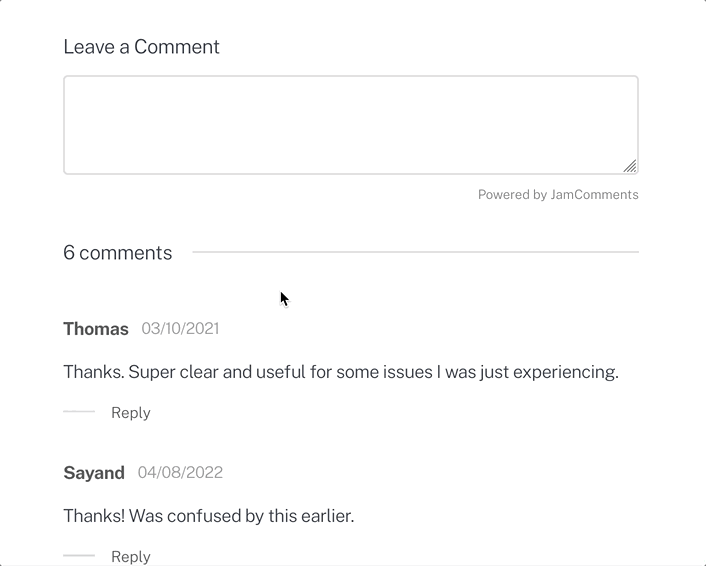 Leave a Comment
Powered by JamComments
6 comments
Thomas 03/10/2021
Thanks. Super clear and useful for some issues I was just experiencing.
Reply
Sayand 04/08/2022
Thanks! Was confused by this earlier.
Reply